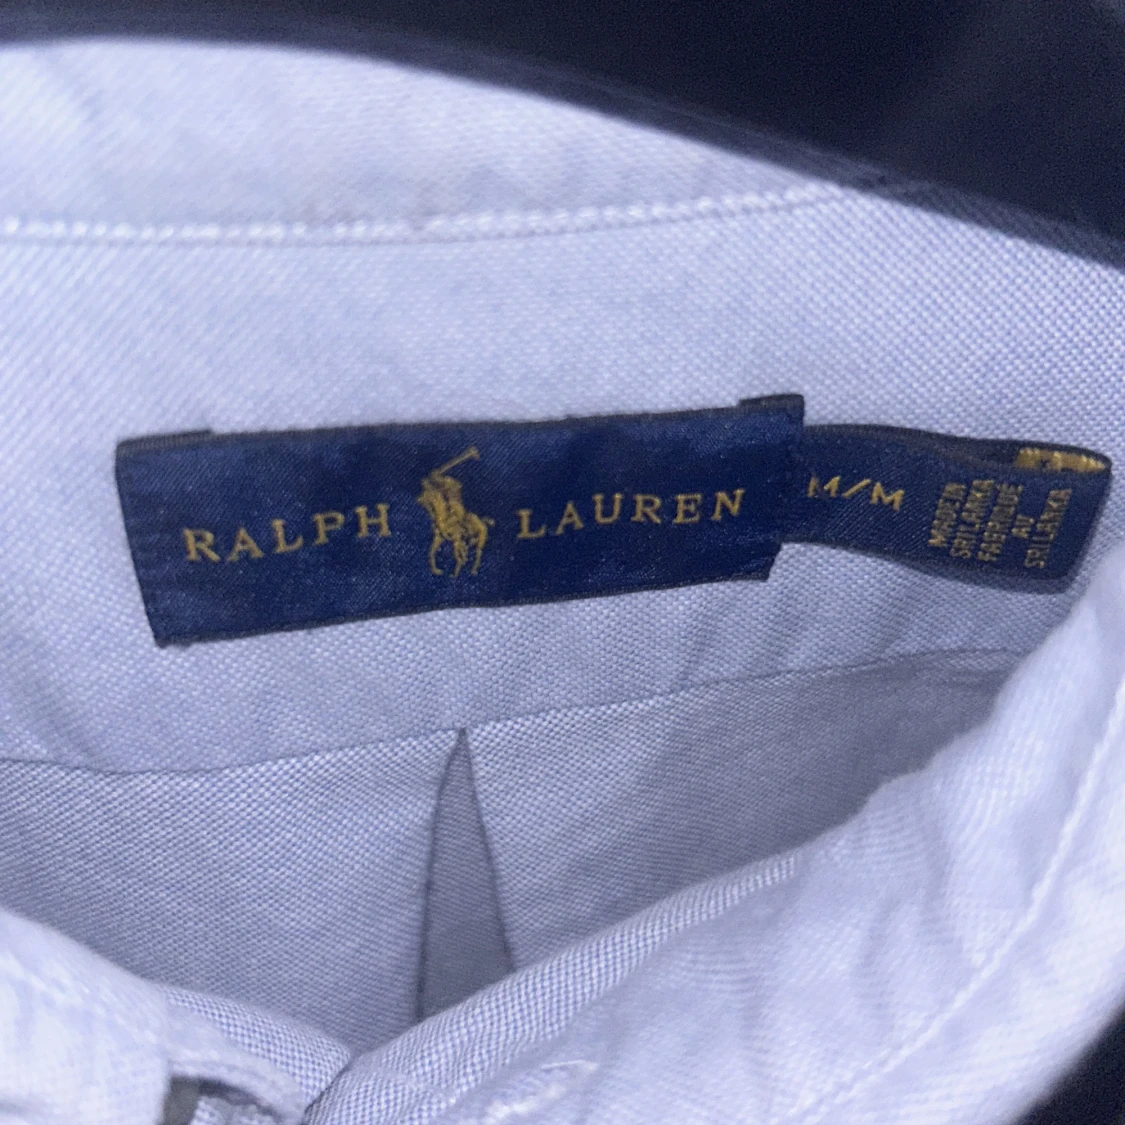 RALPH LAUREN
M/M
MADE IN
SRI LANKA
FABRIQUÉ
AU
SRI LANKA